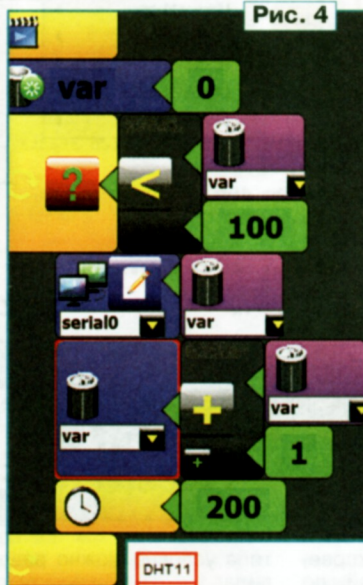 Рис. 4
var 0
? < var
100
serial0 var
var + var
+ 1
200
DHT11